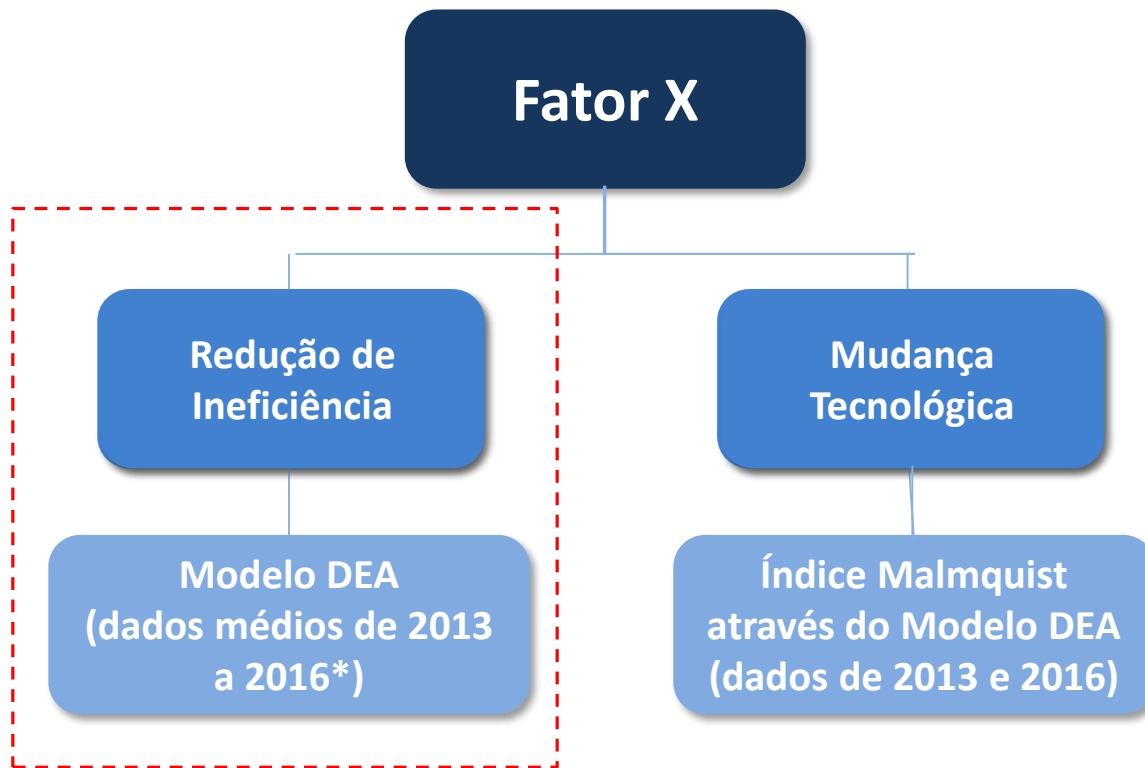 Fator X
Redução de
Ineficiência
Mudança
Tecnológica
Modelo DEA
(dados médios de 2013
a 2016*)
Índice Malmquist
através do Modelo DEA
(dados de 2013 e 2016)